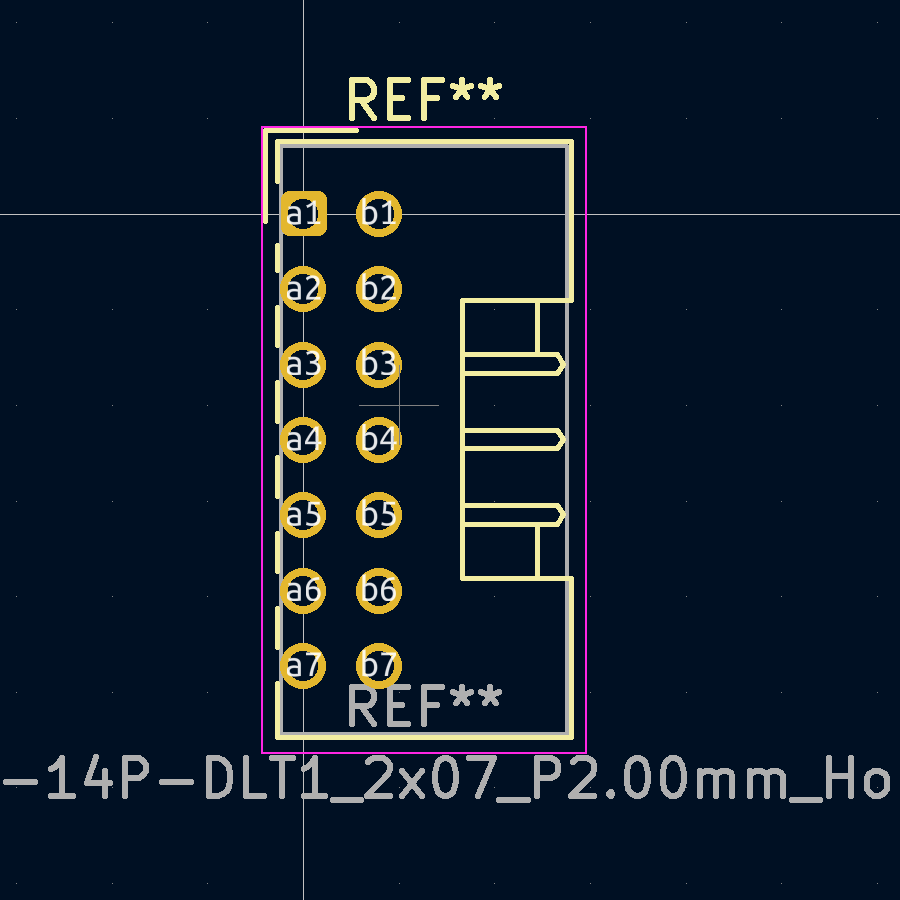 REF**
a1 b1
a2 b2
a3 b3
a4 b4
a5 b5
a6 b6
a7 b7
REF**
-14P-DLT1_2x07_P2.00mm_Ho